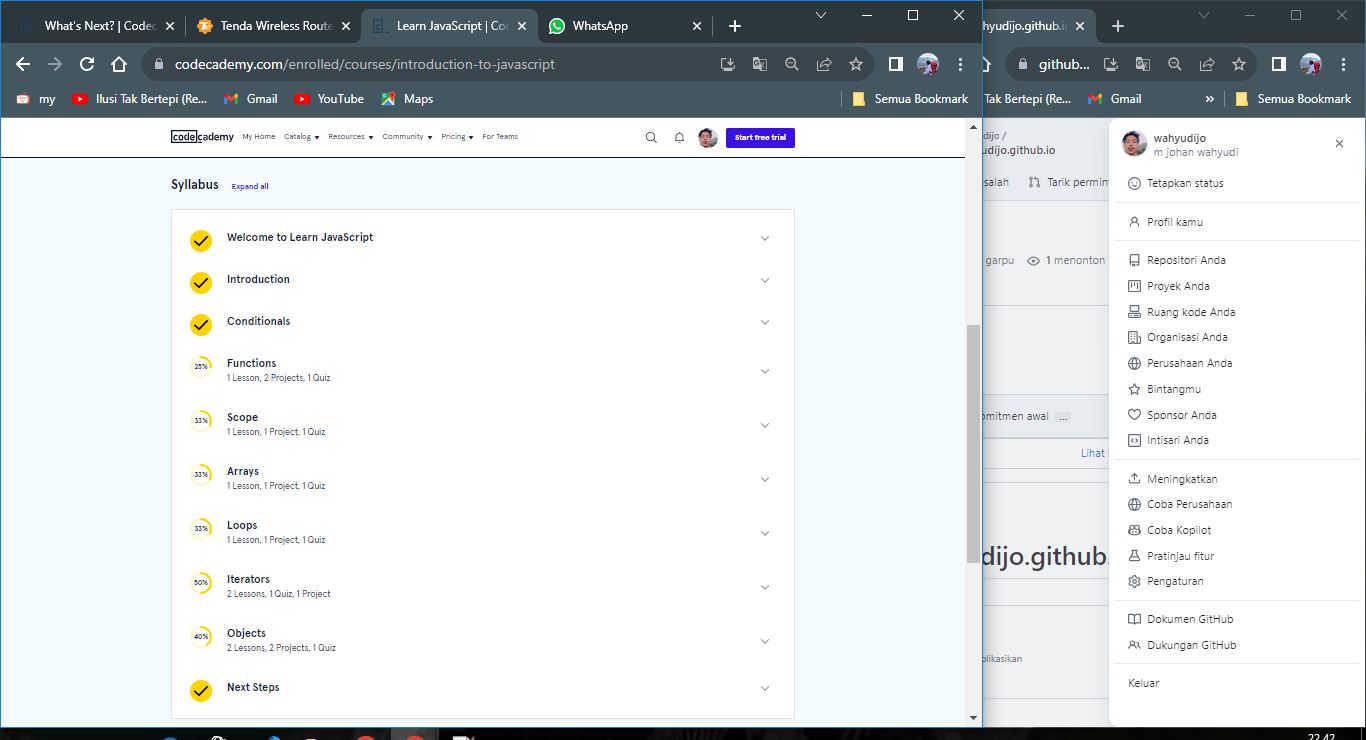 What's Next? | Codec
Tenda Wireless Route
Learn JavaScript | Co
WhatsApp
codecademy.com/enrolled/courses/introduction-to-javascript
my
Ilusi Tak Bertepi (Re...
Gmail
YouTube
Maps
Semua Bookmark
codecademy
My Home
Catalog
Resources
Community
Pricing
For Teams
Start free trial
Syllabus
Expand all
Welcome to Learn JavaScript
Introduction
Conditionals
25%
Functions
1 Lesson, 2 Projects, 1 Quiz
33%
Scope
1 Lesson, 1 Project, 1 Quiz
33%
Arrays
1 Lesson, 1 Project, 1 Quiz
33%
Loops
1 Lesson, 1 Project, 1 Quiz
50%
Iterators
2 Lessons, 1 Quiz, 1 Project
40%
Objects
2 Lessons, 2 Projects, 1 Quiz
Next Steps
hyudijo.github.i
github...
Tak Bertepi (Re...
Gmail
»
Semua Bookmark
dijo /
udijo.github.io
salah
Tarik permin
garpu
1 menonton
omitmen awal
...
Lihat
dijo.github.
plikasikan
wahyudijo
m johan wahyudi
Tetapkan status
Profil kamu
Repositori Anda
Proyek Anda
Ruang kode Anda
Organisasi Anda
Perusahaan Anda
Bintangmu
Sponsor Anda
Intisari Anda
Meningkatkan
Coba Perusahaan
Coba Kopilot
Pratinjau fitur
Pengaturan
Dokumen GitHub
Dukungan GitHub
Keluar
22.42